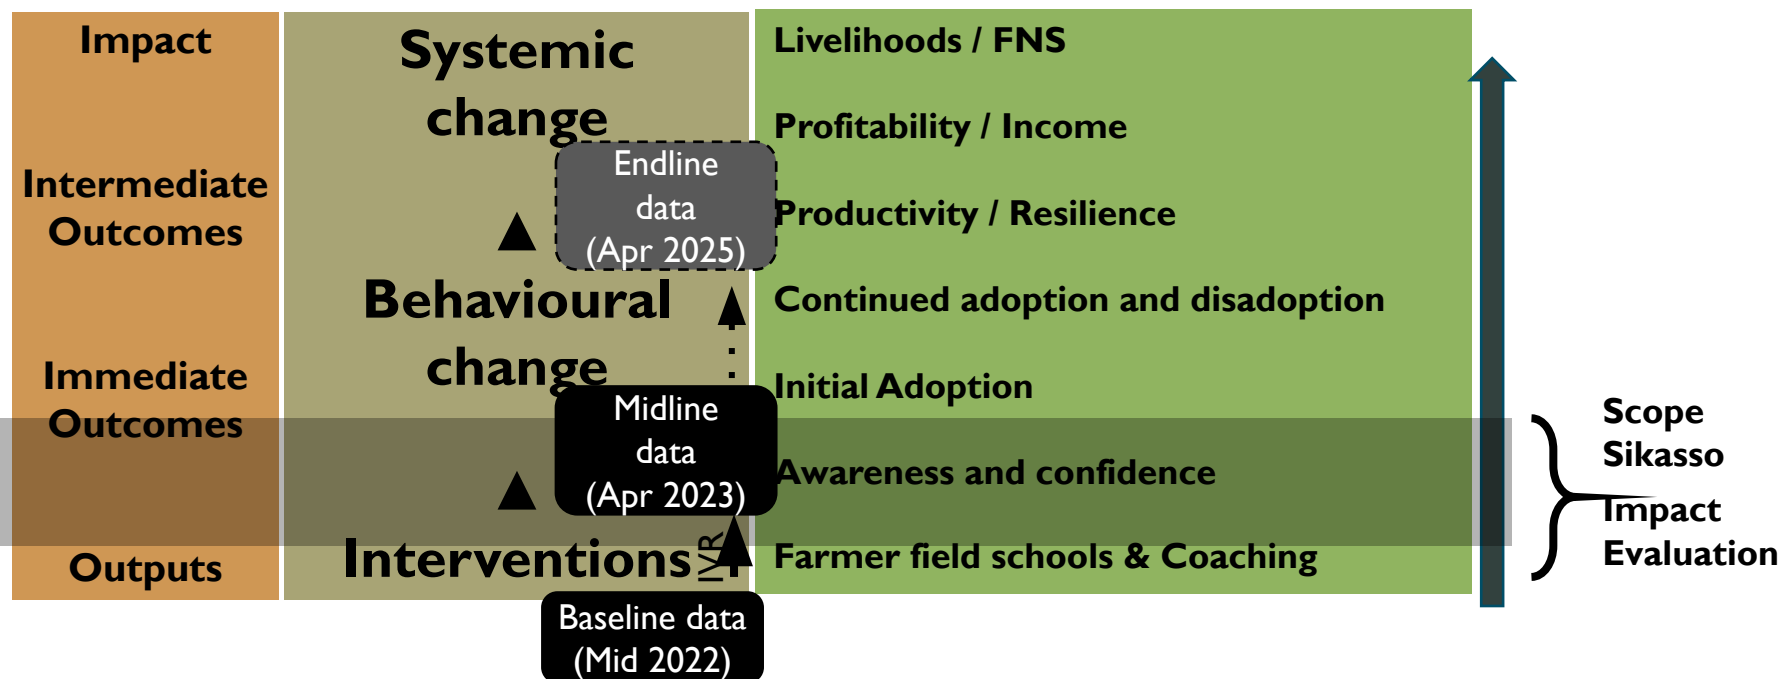 Impact
Intermediate
Outcomes
Immediate
Outcomes
Outputs
Systemic
change
Endline
data
(Apr 2025)
Behavioural
change
Midline
data
(Apr 2023)
Interventions
IVR
Baseline data
(Mid 2022)
Livelihoods / FNS
Profitability / Income
Productivity / Resilience
Continued adoption and disadoption
Initial Adoption
Awareness and confidence
Farmer field schools & Coaching
Scope
Sikasso
Impact
Evaluation